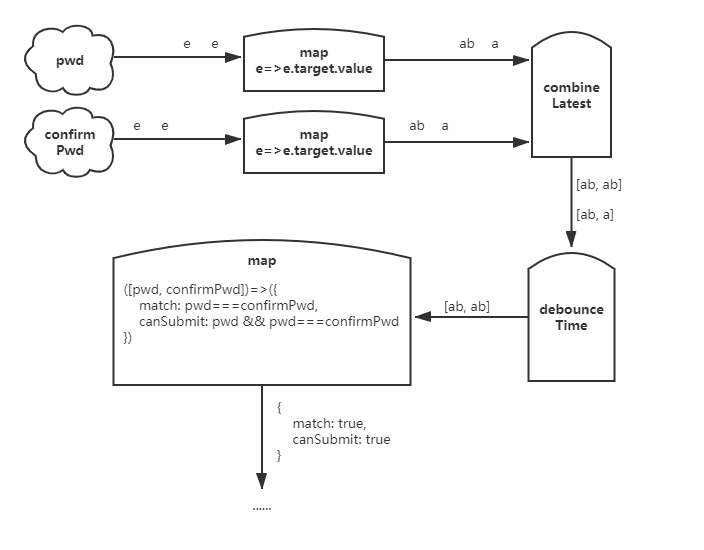 pwd
e e
map
e=>e.target.value
ab a
combine
Latest
confirm
Pwd
e e
map
e=>e.target.value
ab a
[ab, ab]
[ab, a]
debounce
Time
[ab, ab]
map
([pwd, confirmPwd])=>({
match: pwd===confirmPwd,
canSubmit: pwd && pwd===confirmPwd
})
{
match: true,
canSubmit: true
}
......